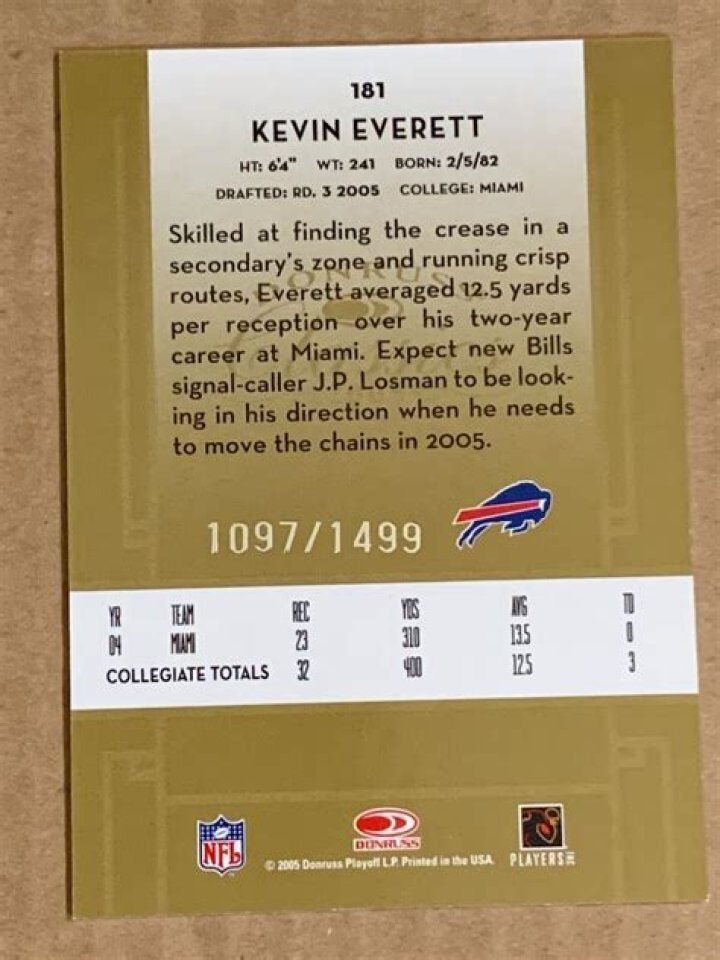 181
KEVIN EVERETT
HT: 6'4" WT: 241 BORN: 2/5/82
DRAFTED: RD. 3 2005 COLLEGE: MIAMI
Skilled at finding the crease in a
secondary's zone and running crisp
routes, Everett averaged 12.5 yards
per reception over his two-year
career at Miami. Expect new Bills
signal-caller J.P. Losman to be look-
ing in his direction when he needs
to move the chains in 2005.
1097/1499
YR TEAM REC YDS AVG TD
04 MIAMI 23 310 13.5 0
COLLEGIATE TOTALS 32 400 12.5 3
NFL
DONRUSS
© 2005 Donruss Playoff L.P. Printed in the USA.
PLAYERS INC